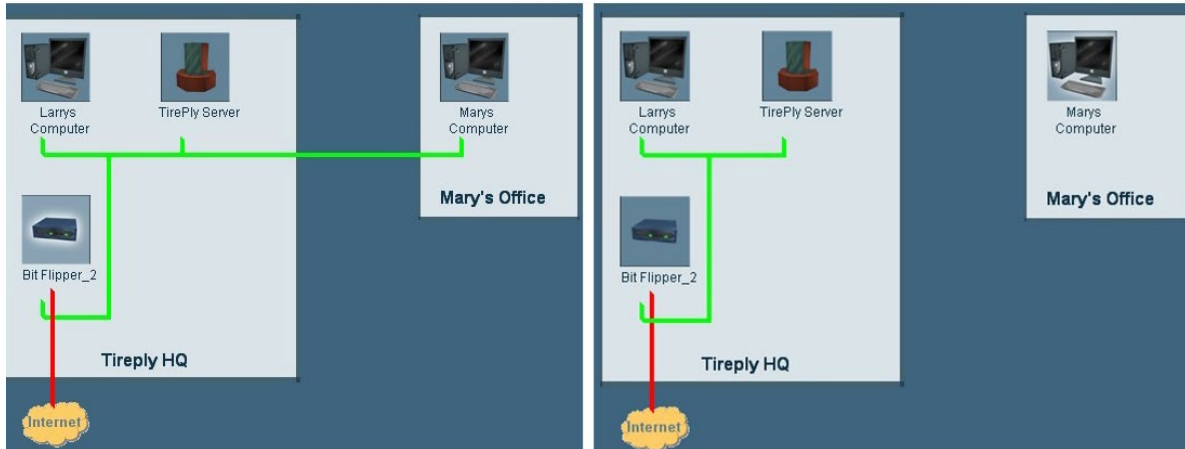 Larrys
Computer
TirePly Server
Marys
Computer
Mary's Office
Bit Flipper_2
Tireply HQ
Internet
Larrys
Computer
TirePly Server
Marys
Computer
Mary's Office
Bit Flipper_2
Tireply HQ
Internet